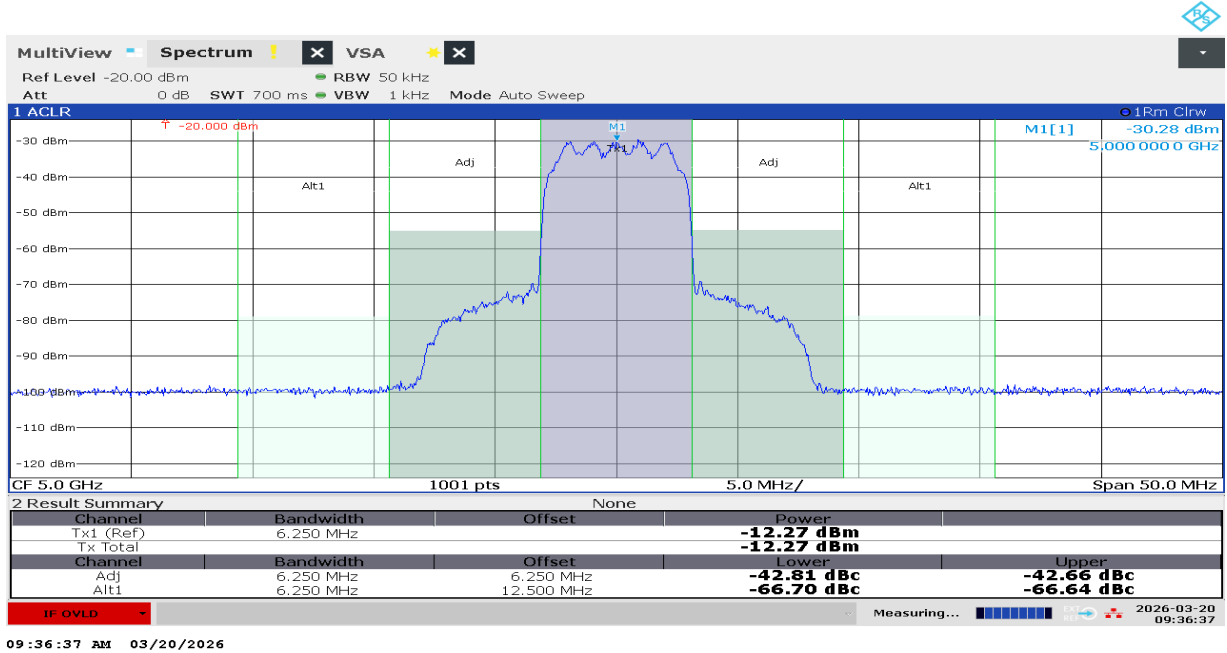 R&S
MultiView Spectrum ! X VSA X
Ref Level -20.00 dBm RBW 50 kHz
Att 0 dB SWT 700 ms VBW 1 kHz Mode Auto Sweep
1 ACLR 1Rm Clrw
-20.000 dBm M1 M1[1] -30.28 dBm
-30 dBm Tx1 5.000 000 0 GHz
Adj Adj
-40 dBm
Alt1 Alt1
-50 dBm
-60 dBm
-70 dBm
-80 dBm
-90 dBm
-100 dBm
-110 dBm
-120 dBm
CF 5.0 GHz 1001 pts 5.0 MHz/ Span 50.0 MHz
2 Result Summary None
Channel Bandwidth Offset Power
Tx1 (Ref) 6.250 MHz -12.27 dBm
Tx Total -12.27 dBm
Channel Bandwidth Offset Lower Upper
Adj 6.250 MHz 6.250 MHz -42.81 dBc -42.66 dBc
Alt1 6.250 MHz 12.500 MHz -66.70 dBc -66.64 dBc
IF OVLD Measuring... EXT REF 2026-03-20
09:36:37
09:36:37 AM 03/20/2026